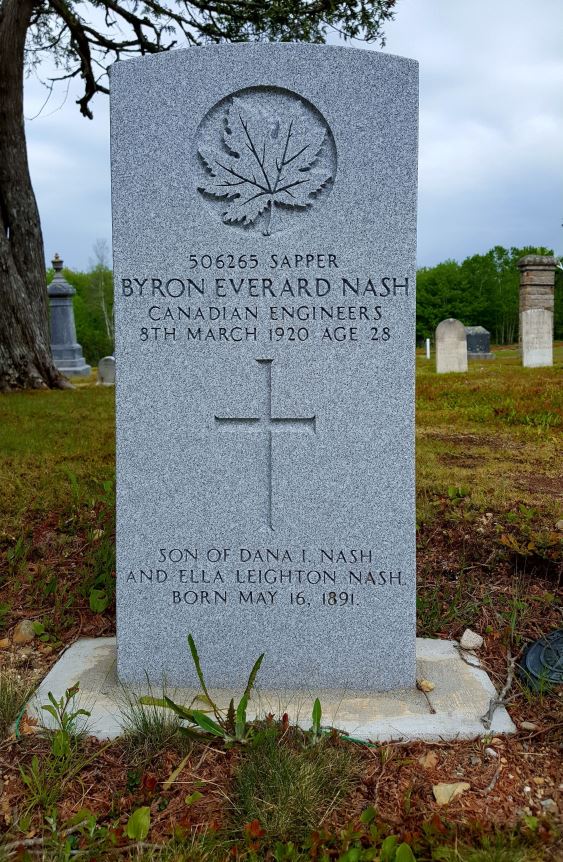 506265 SAPPER
BYRON EVERARD NASH
CANADIAN ENGINEERS
8TH MARCH 1920 AGE 28
SON OF DANA I. NASH
AND ELLA LEIGHTON NASH.
BORN MAY 16, 1891.